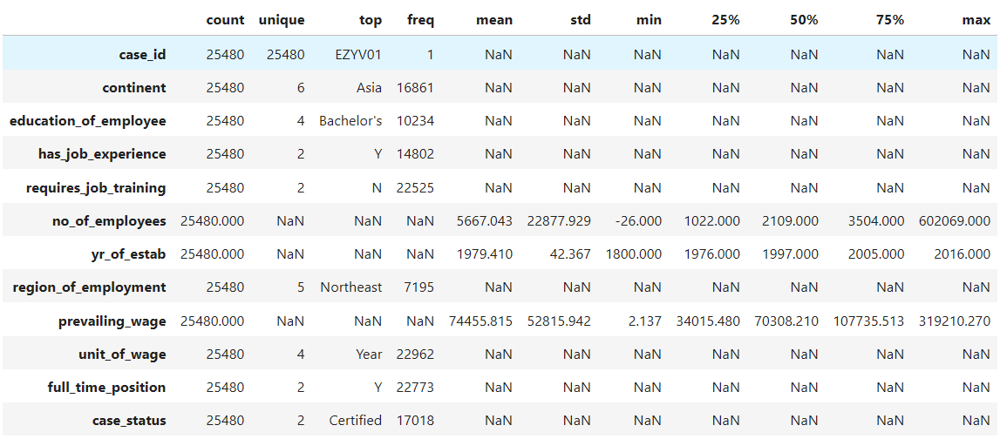 count unique top freq mean std min 25% 50% 75% max
case_id 25480 25480 EZYV01 1 NaN NaN NaN NaN NaN NaN NaN
continent 25480 6 Asia 16861 NaN NaN NaN NaN NaN NaN NaN
education_of_employee 25480 4 Bachelor's 10234 NaN NaN NaN NaN NaN NaN NaN
has_job_experience 25480 2 Y 14802 NaN NaN NaN NaN NaN NaN NaN
requires_job_training 25480 2 N 22525 NaN NaN NaN NaN NaN NaN NaN
no_of_employees 25480.000 NaN NaN NaN 5667.043 22877.929 -26.000 1022.000 2109.000 3504.000 602069.000
yr_of_estab 25480.000 NaN NaN NaN 1979.410 42.367 1800.000 1976.000 1997.000 2005.000 2016.000
region_of_employment 25480 5 Northeast 7195 NaN NaN NaN NaN NaN NaN NaN
prevailing_wage 25480.000 NaN NaN NaN 74455.815 52815.942 2.137 34015.480 70308.210 107735.513 319210.270
unit_of_wage 25480 4 Year 22962 NaN NaN NaN NaN NaN NaN NaN
full_time_position 25480 2 Y 22773 NaN NaN NaN NaN NaN NaN NaN
case_status 25480 2 Certified 17018 NaN NaN NaN NaN NaN NaN NaN